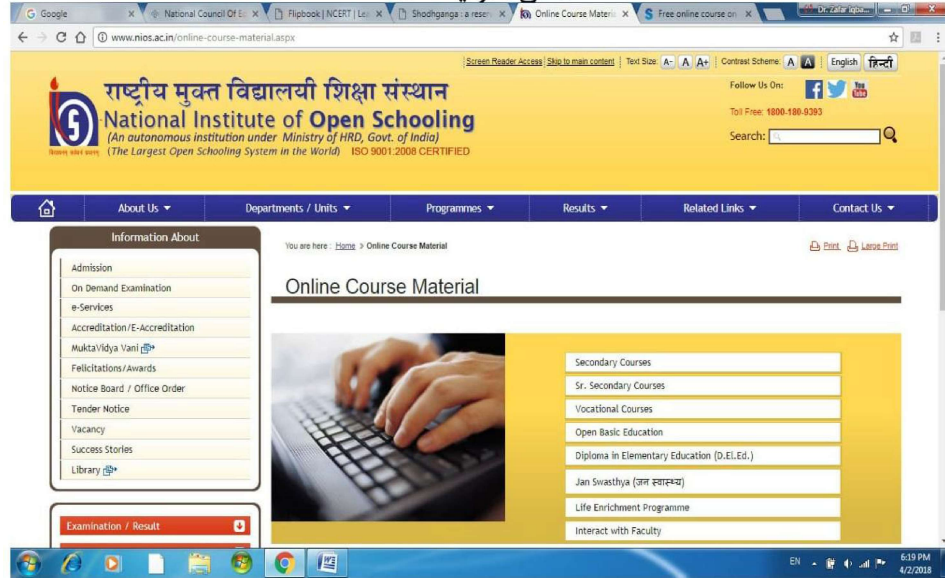 Google
National Council Of Ed
Flipbook | NCERT | Le
Shodhganga : a reser
Online Course Materia
Free online course on
Dr. Zafar Iqba...
www.nios.ac.in/online-course-material.aspx
Screen Reader Access Skip to main content Text Size: A- A A+ Contrast Scheme: A A English हिन्दी
राष्ट्रीय मुक्त विद्यालयी शिक्षा संस्थान
National Institute of Open Schooling
(An autonomous institution under Ministry of HRD, Govt. of India)
(The Largest Open Schooling System in the World) ISO 9001:2008 CERTIFIED
Follow Us On:
You Tube
Toll Free: 1800-180-9393
Search:
About Us
Departments / Units
Programmes
Results
Related Links
Contact Us
Information About
Admission
On Demand Examination
e-Services
Accreditation/E-Accreditation
MuktaVidya Vani
Felicitations/Awards
Notice Board / Office Order
Tender Notice
Vacancy
Success Stories
Library
Examination / Result
You are here : Home > Online Course Material
Print Large Print
Online Course Material
Secondary Courses
Sr. Secondary Courses
Vocational Courses
Open Basic Education
Diploma in Elementary Education (D.El.Ed.)
Jan Swasthya (जन स्वास्थ्य)
Life Enrichment Programme
Interact with Faculty
EN
6:19 PM
4/2/2018